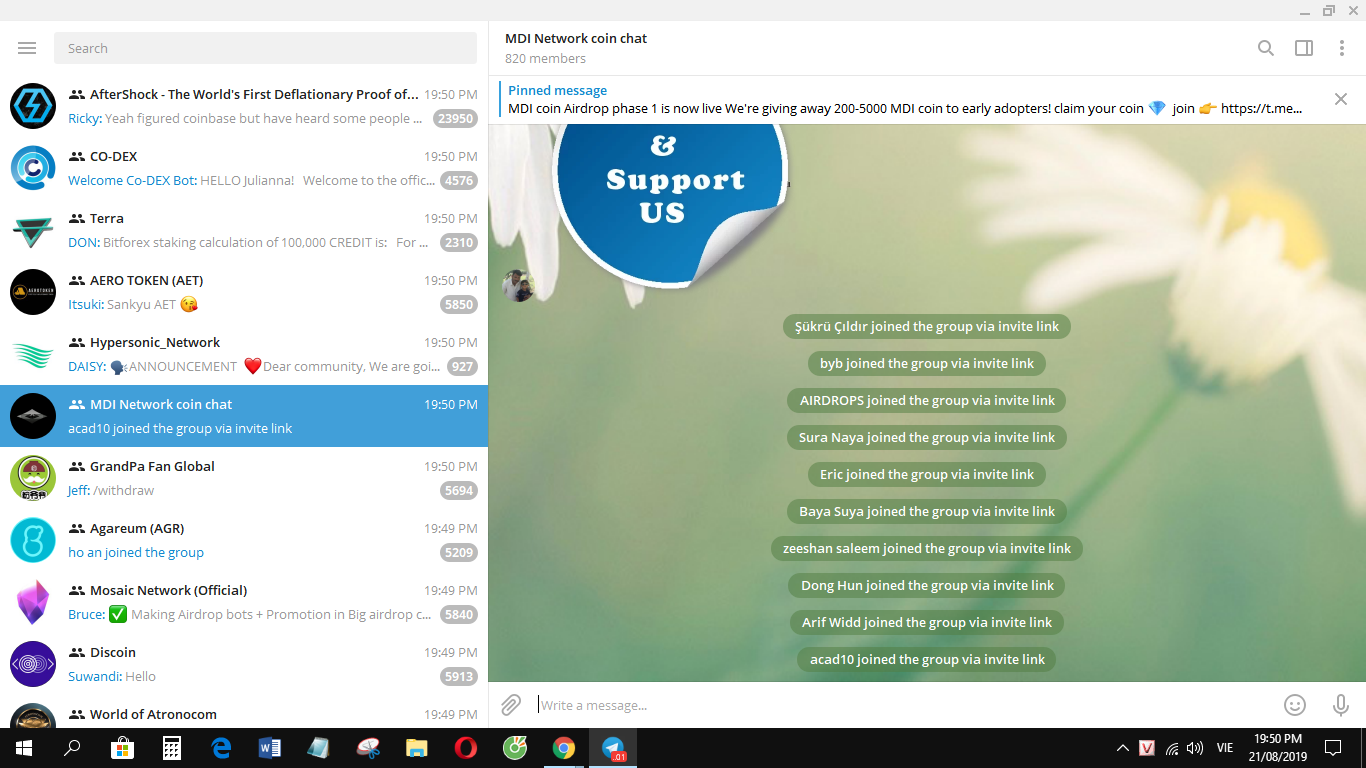 Search
AfterShock - The World's First Deflationary Proof of... 19:50 PM
Ricky: Yeah figured coinbase but have heard some people ... 23950
CO-DEX 19:50 PM
Welcome Co-DEX Bot: HELLO Julianna! Welcome to the offic... 4576
Terra 19:50 PM
DON: Bitforex staking calculation of 100,000 CREDIT is: For ... 2310
AERO TOKEN (AET) 19:50 PM
Itsuki: Sankyu AET 😘 5850
Hypersonic_Network 19:50 PM
DAISY: 🗣ANNOUNCEMENT ❤️Dear community, We are goi... 927
MDI Network coin chat 19:50 PM
acad10 joined the group via invite link
GrandPa Fan Global 19:50 PM
Jeff: /withdraw 5694
Agareum (AGR) 19:49 PM
ho an joined the group 5209
Mosaic Network (Official) 19:49 PM
Bruce: ✅ Making Airdrop bots + Promotion in Big airdrop c... 5840
Discoin 19:49 PM
Suwandi: Hello 5913
World of Atronocom 19:49 PM
MDI Network coin chat
820 members
Pinned message
MDI coin Airdrop phase 1 is now live We're giving away 200-5000 MDI coin to early adopters! claim your coin 💎 join 👉 https://t.me...
&
Support
US
Şükrü Çıldır joined the group via invite link
byb joined the group via invite link
AIRDROPS joined the group via invite link
Sura Naya joined the group via invite link
Eric joined the group via invite link
Baya Suya joined the group via invite link
zeeshan saleem joined the group via invite link
Dong Hun joined the group via invite link
Arif Widd joined the group via invite link
acad10 joined the group via invite link
Write a message...
.01
VIE
19:50 PM
21/08/2019